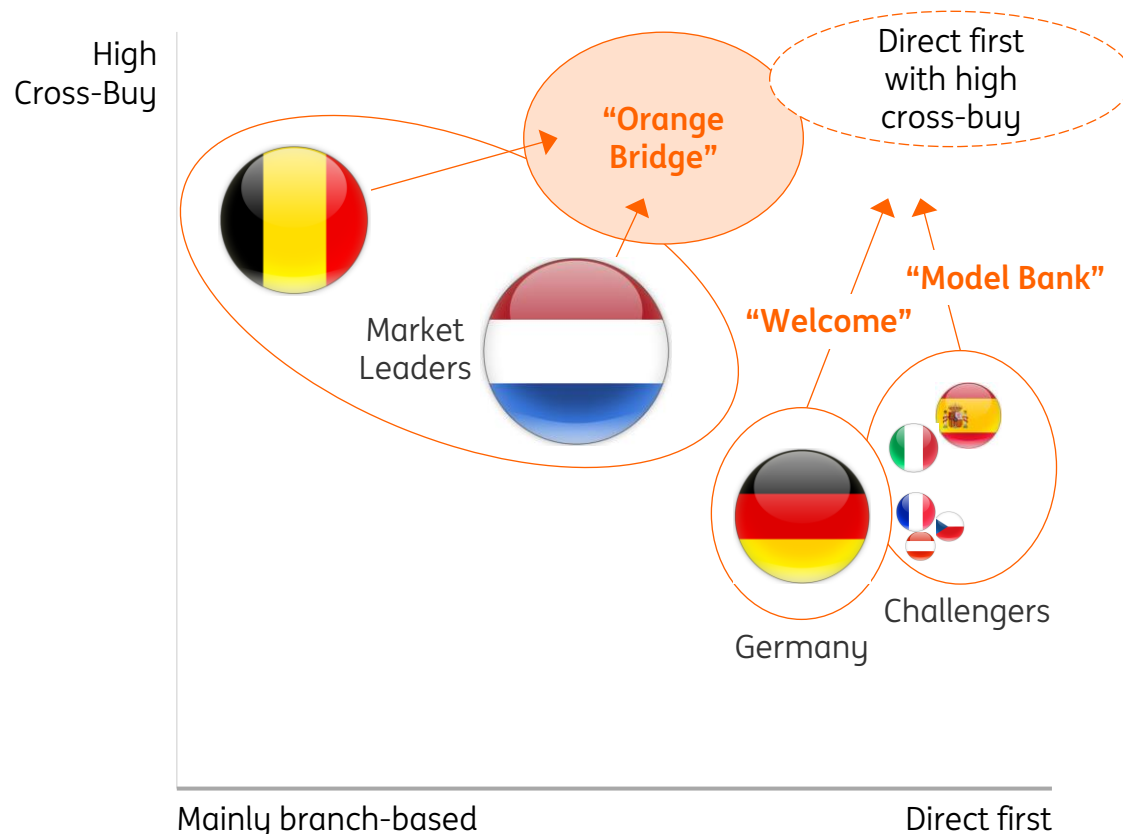 High
Cross-Buy
Direct first
with high
cross-buy
“Orange
Bridge”
“Model Bank”
“Welcome”
Market
Leaders
Challengers
Germany
Mainly branch-based
Direct first